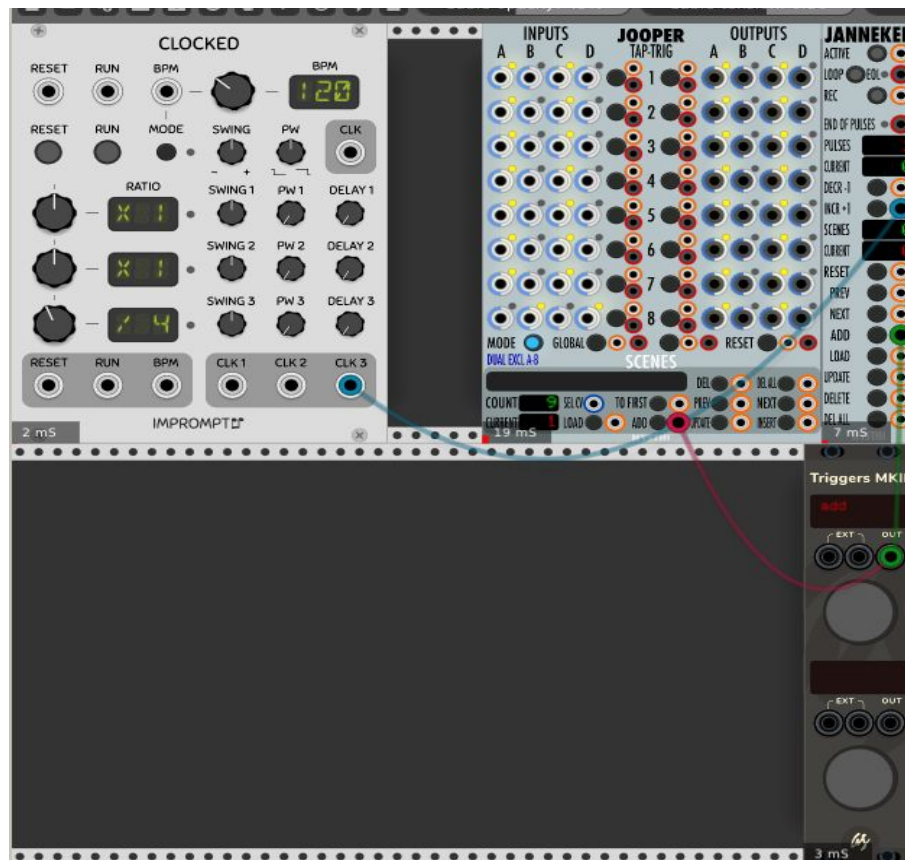 CLOCKED
RESET RUN BPM BPM
120
RESET RUN MODE SWING PW CLK
- +
RATIO SWING 1 PW 1 DELAY 1
X 1
SWING 2 PW 2 DELAY 2
X 1
SWING 3 PW 3 DELAY 3
/ 4
RESET RUN BPM CLK 1 CLK 2 CLK 3
IMPROMPTU
2 mS
INPUTS JOOPER OUTPUTS
A B C D TAP-TRIG A B C D
1
2
3
4
5
6
7
8
MODE GLOBAL RESET
DUAL EXCL A-B SCENES
DEL DEL ALL
COUNT 9 SEL CV TO FIRST PREV NEXT
CURRENT 1 LOAD ADD UPDATE INSERT
19 mS
JANNEKE
ACTIVE
LOOP EOL
REC
END OF PULSES
PULSES
CURRENT
DECR -1
INCR +1
SCENES
CURRENT
RESET
PREV
NEXT
ADD
LOAD
UPDATE
DELETE
DEL ALL
7 mS
Triggers MKII
add
EXT OUT
EXT OUT
3 mS